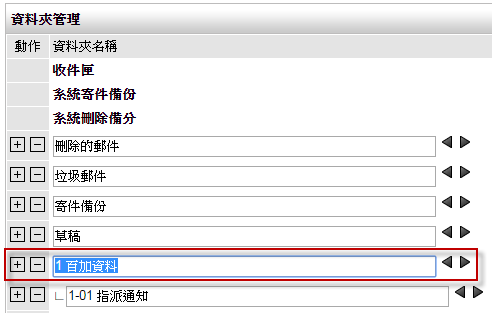 資料夾管理
動作 資料夾名稱
收件匣
系統寄件備份
系統刪除備分
刪除的郵件
垃圾郵件
寄件備份
草稿
1 百加資料
1-01 指派通知